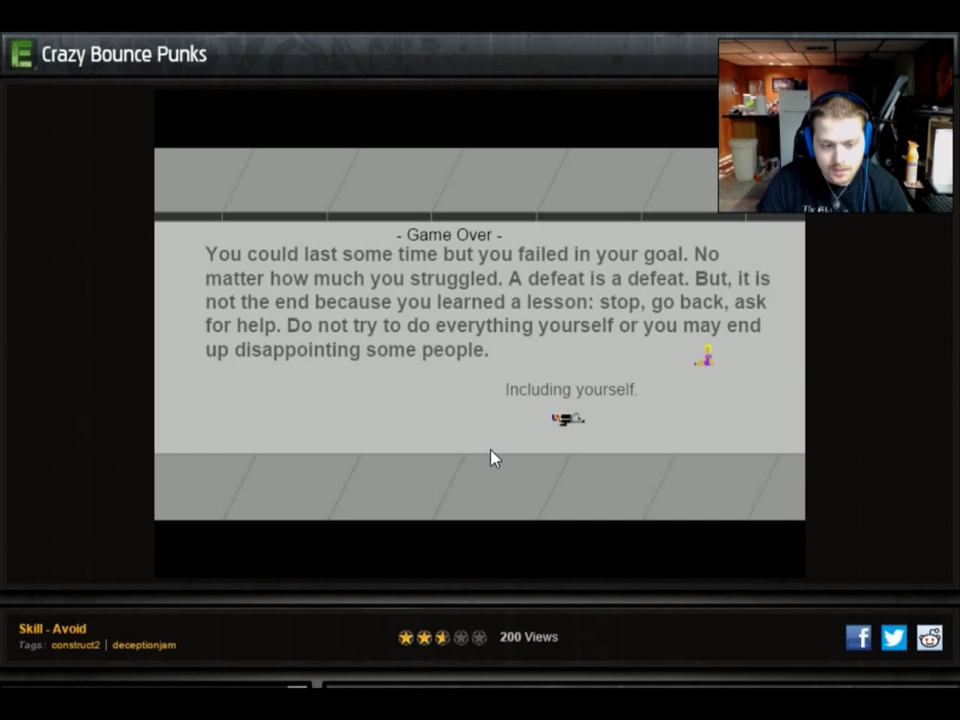 Crazy Bounce Punks
- Game Over -
You could last some time but you failed in your goal. No
matter how much you struggled. A defeat is a defeat. But, it is
not the end because you learned a lesson: stop, go back, ask
for help. Do not try to do everything yourself or you may end
up disappointing some people.
Including yourself.
Skill - Avoid
200 Views
Tags: construct2 | deceptionjam